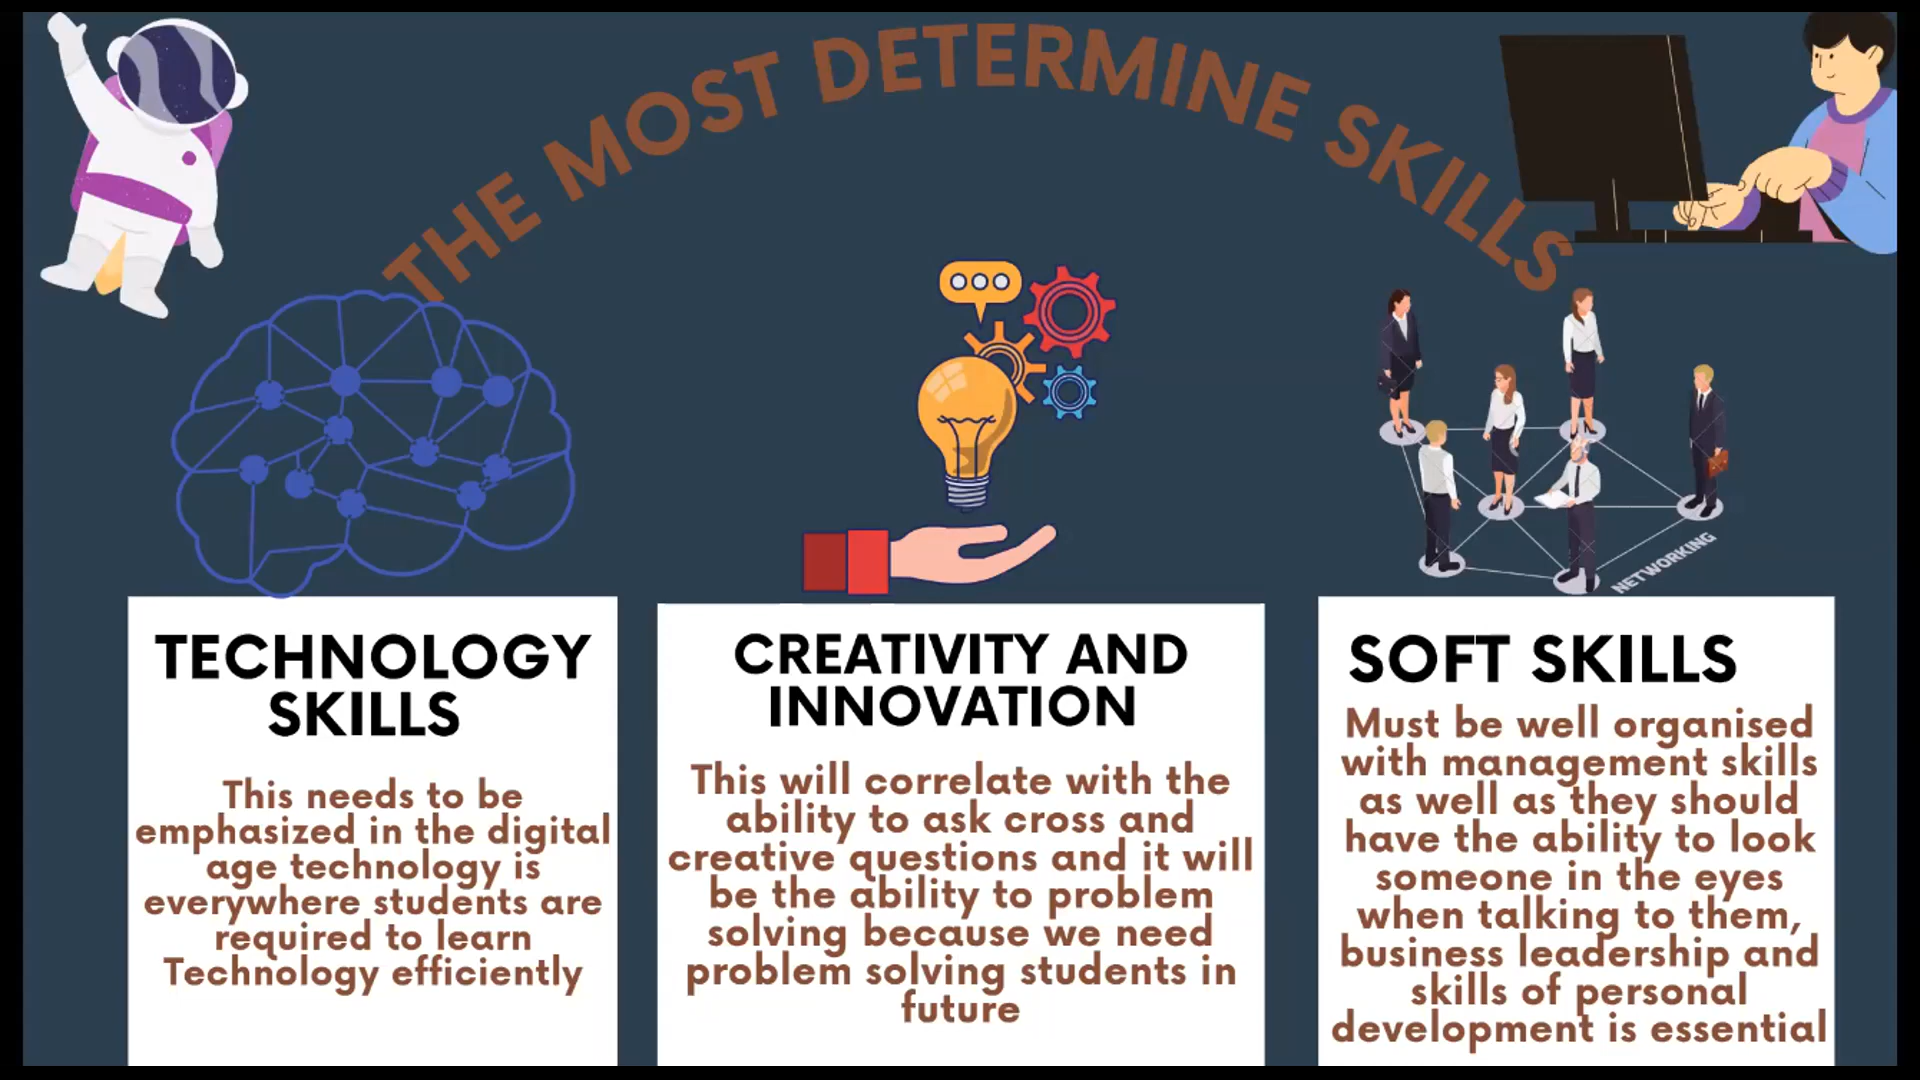 THE MOST DETERMINE SKILLS
NETWORKING
TECHNOLOGY
SKILLS
This needs to be
emphasized in the digital
age technology is
everywhere students are
required to learn
Technology efficiently
CREATIVITY AND
INNOVATION
This will correlate with the
ability to ask cross and
creative questions and it will
be the ability to problem
solving because we need
problem solving students in
future
SOFT SKILLS
Must be well organised
with management skills
as well as they should
have the ability to look
someone in the eyes
when talking to them,
business leadership and
skills of personal
development is essential